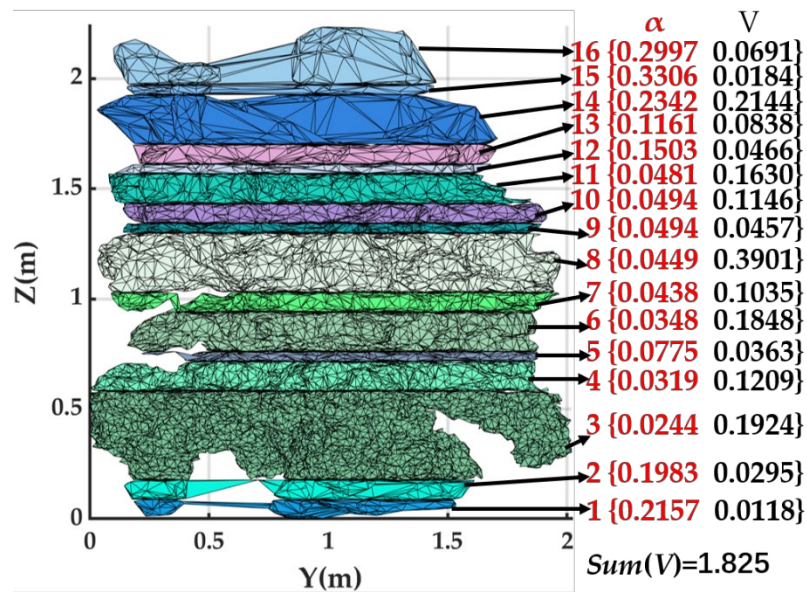 α V
16 {0.2997 0.0691}
15 {0.3306 0.0184}
14 {0.2342 0.2144}
13 {0.1161 0.0838}
12 {0.1503 0.0466}
11 {0.0481 0.1630}
10 {0.0494 0.1146}
9 {0.0494 0.0457}
8 {0.0449 0.3901}
7 {0.0438 0.1035}
6 {0.0348 0.1848}
5 {0.0775 0.0363}
4 {0.0319 0.1209}
3 {0.0244 0.1924}
2 {0.1983 0.0295}
1 {0.2157 0.0118}
Sum(V)=1.825
Z(m)
2
1.5
1
0.5
0
0 0.5 1 1.5 2
Y(m)